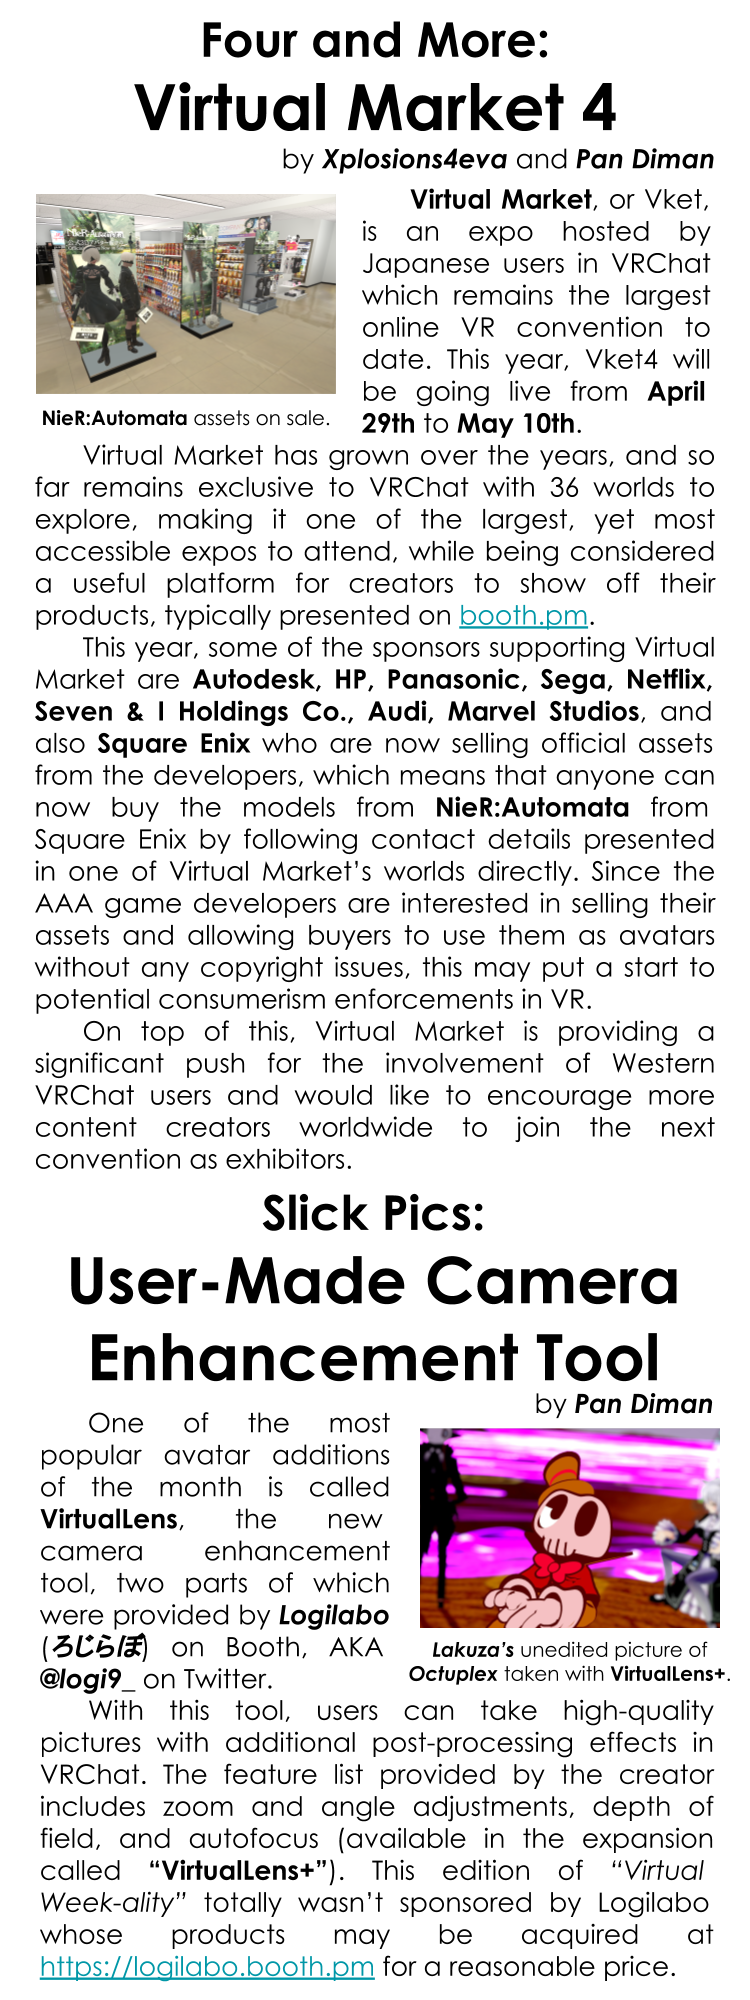 Four and More:
Virtual Market 4
by Xplosions4eva and Pan Diman
NieR:Automata assets on sale.
Virtual Market, or Vket,
is an expo hosted by
Japanese users in VRChat
which remains the largest
online VR convention to
date. This year, Vket4 will
be going live from April
29th to May 10th.
Virtual Market has grown over the years, and so
far remains exclusive to VRChat with 36 worlds to
explore, making it one of the largest, yet most
accessible expos to attend, while being considered
a useful platform for creators to show off their
products, typically presented on booth.pm.
This year, some of the sponsors supporting Virtual
Market are Autodesk, HP, Panasonic, Sega, Netflix,
Seven & I Holdings Co., Audi, Marvel Studios, and
also Square Enix who are now selling official assets
from the developers, which means that anyone can
now buy the models from NieR:Automata from
Square Enix by following contact details presented
in one of Virtual Market’s worlds directly. Since the
AAA game developers are interested in selling their
assets and allowing buyers to use them as avatars
without any copyright issues, this may put a start to
potential consumerism enforcements in VR.
On top of this, Virtual Market is providing a
significant push for the involvement of Western
VRChat users and would like to encourage more
content creators worldwide to join the next
convention as exhibitors.
Slick Pics:
User-Made Camera
Enhancement Tool
by Pan Diman
One of the most
popular avatar additions
of the month is called
VirtualLens, the new
camera enhancement
tool, two parts of which
were provided by Logilabo
(ろじらぼ) on Booth, AKA
@logi9_ on Twitter.
Lakuza’s unedited picture of
Octuplex taken with VirtualLens+.
With this tool, users can take high-quality
pictures with additional post-processing effects in
VRChat. The feature list provided by the creator
includes zoom and angle adjustments, depth of
field, and autofocus (available in the expansion
called “VirtualLens+”). This edition of “Virtual
Week-ality” totally wasn’t sponsored by Logilabo
whose products may be acquired at
https://logilabo.booth.pm for a reasonable price.